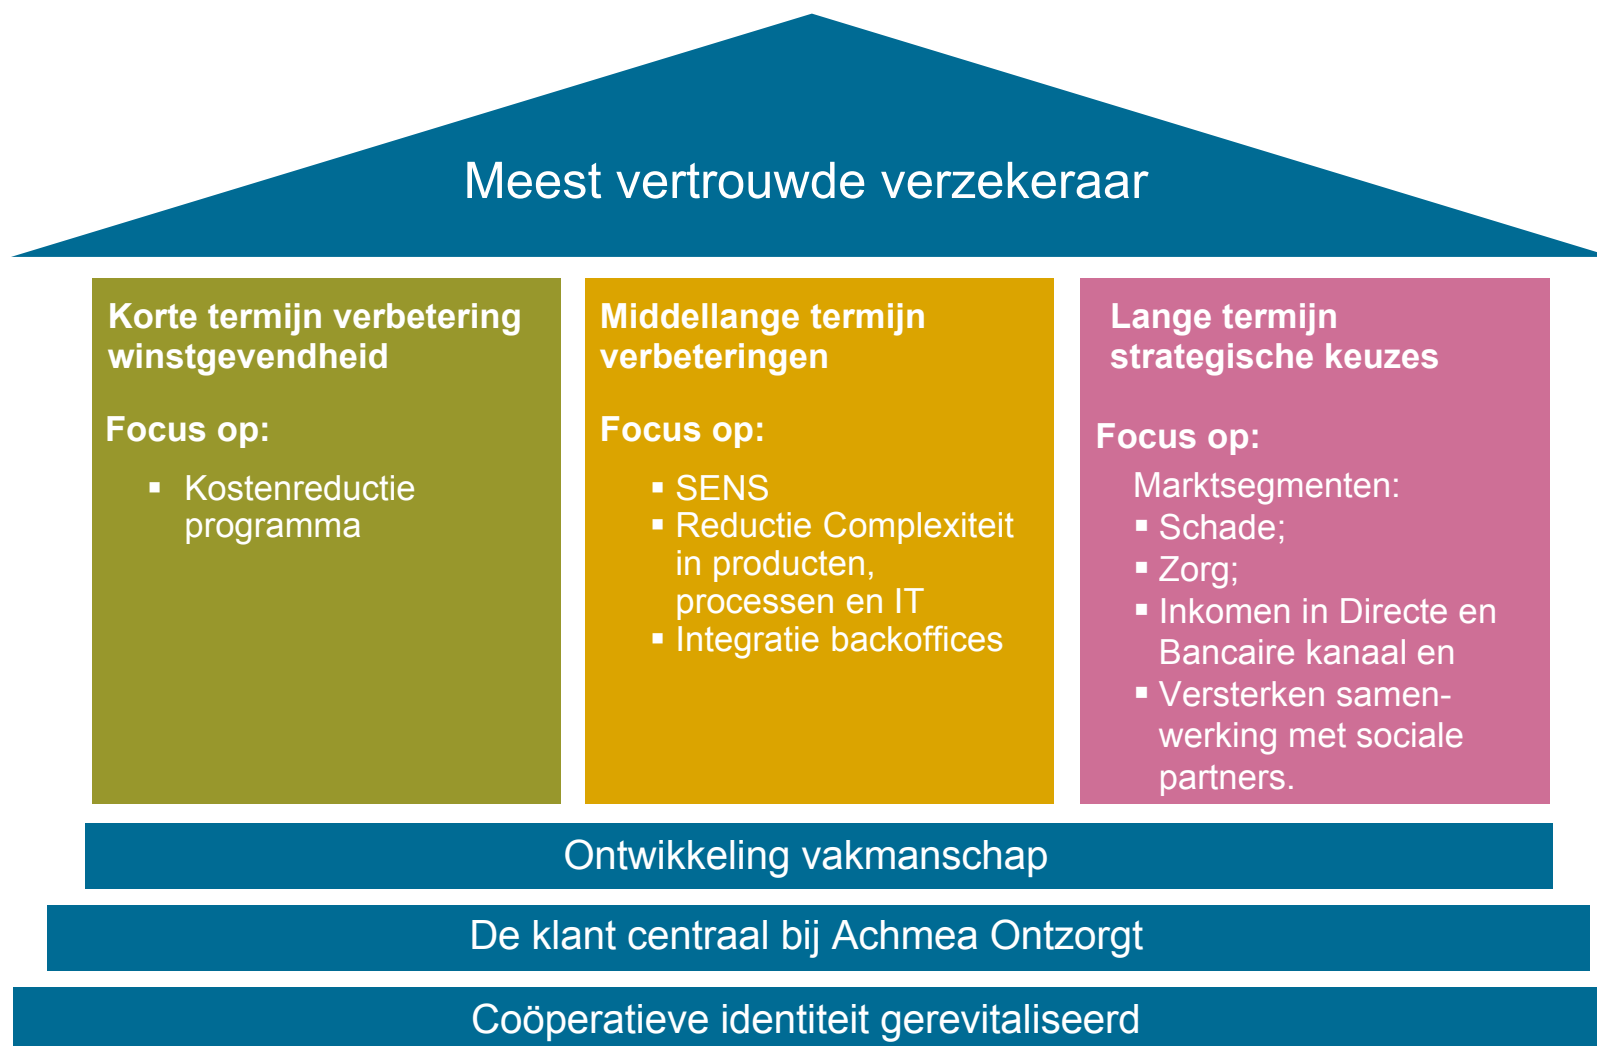 Meest vertrouwde verzekeraar
Korte termijn verbetering
winstgevendheid
Focus op:
▪ Kostenreductie
programma
Middellange termijn
verbeteringen
Focus op:
▪ SENS
▪ Reductie Complexiteit
in producten,
processen en IT
▪ Integratie backoffices
Lange termijn
strategische keuzes
Focus op:
Marktsegmenten:
▪ Schade;
▪ Zorg;
▪ Inkomen in Directe en
Bancaire kanaal en
▪ Versterken samen-
werking met sociale
partners.
Ontwikkeling vakmanschap
De klant centraal bij Achmea Ontzorgt
Coöperatieve identiteit gerevitaliseerd